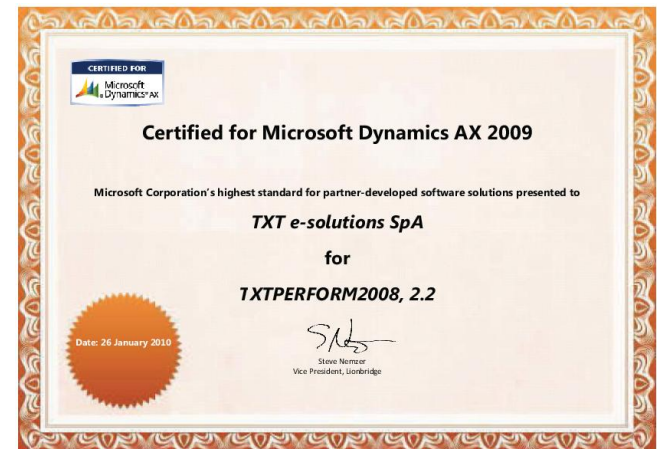 CERTIFIED FOR
Microsoft
Dynamics® AX
Certified for Microsoft Dynamics AX 2009
Microsoft Corporation's highest standard for partner-developed software solutions presented to
TXT e-solutions SpA
for
TXTPERFORM2008, 2.2
Date: 26 January 2010
Steve Nemzer
Vice President, Lionbridge